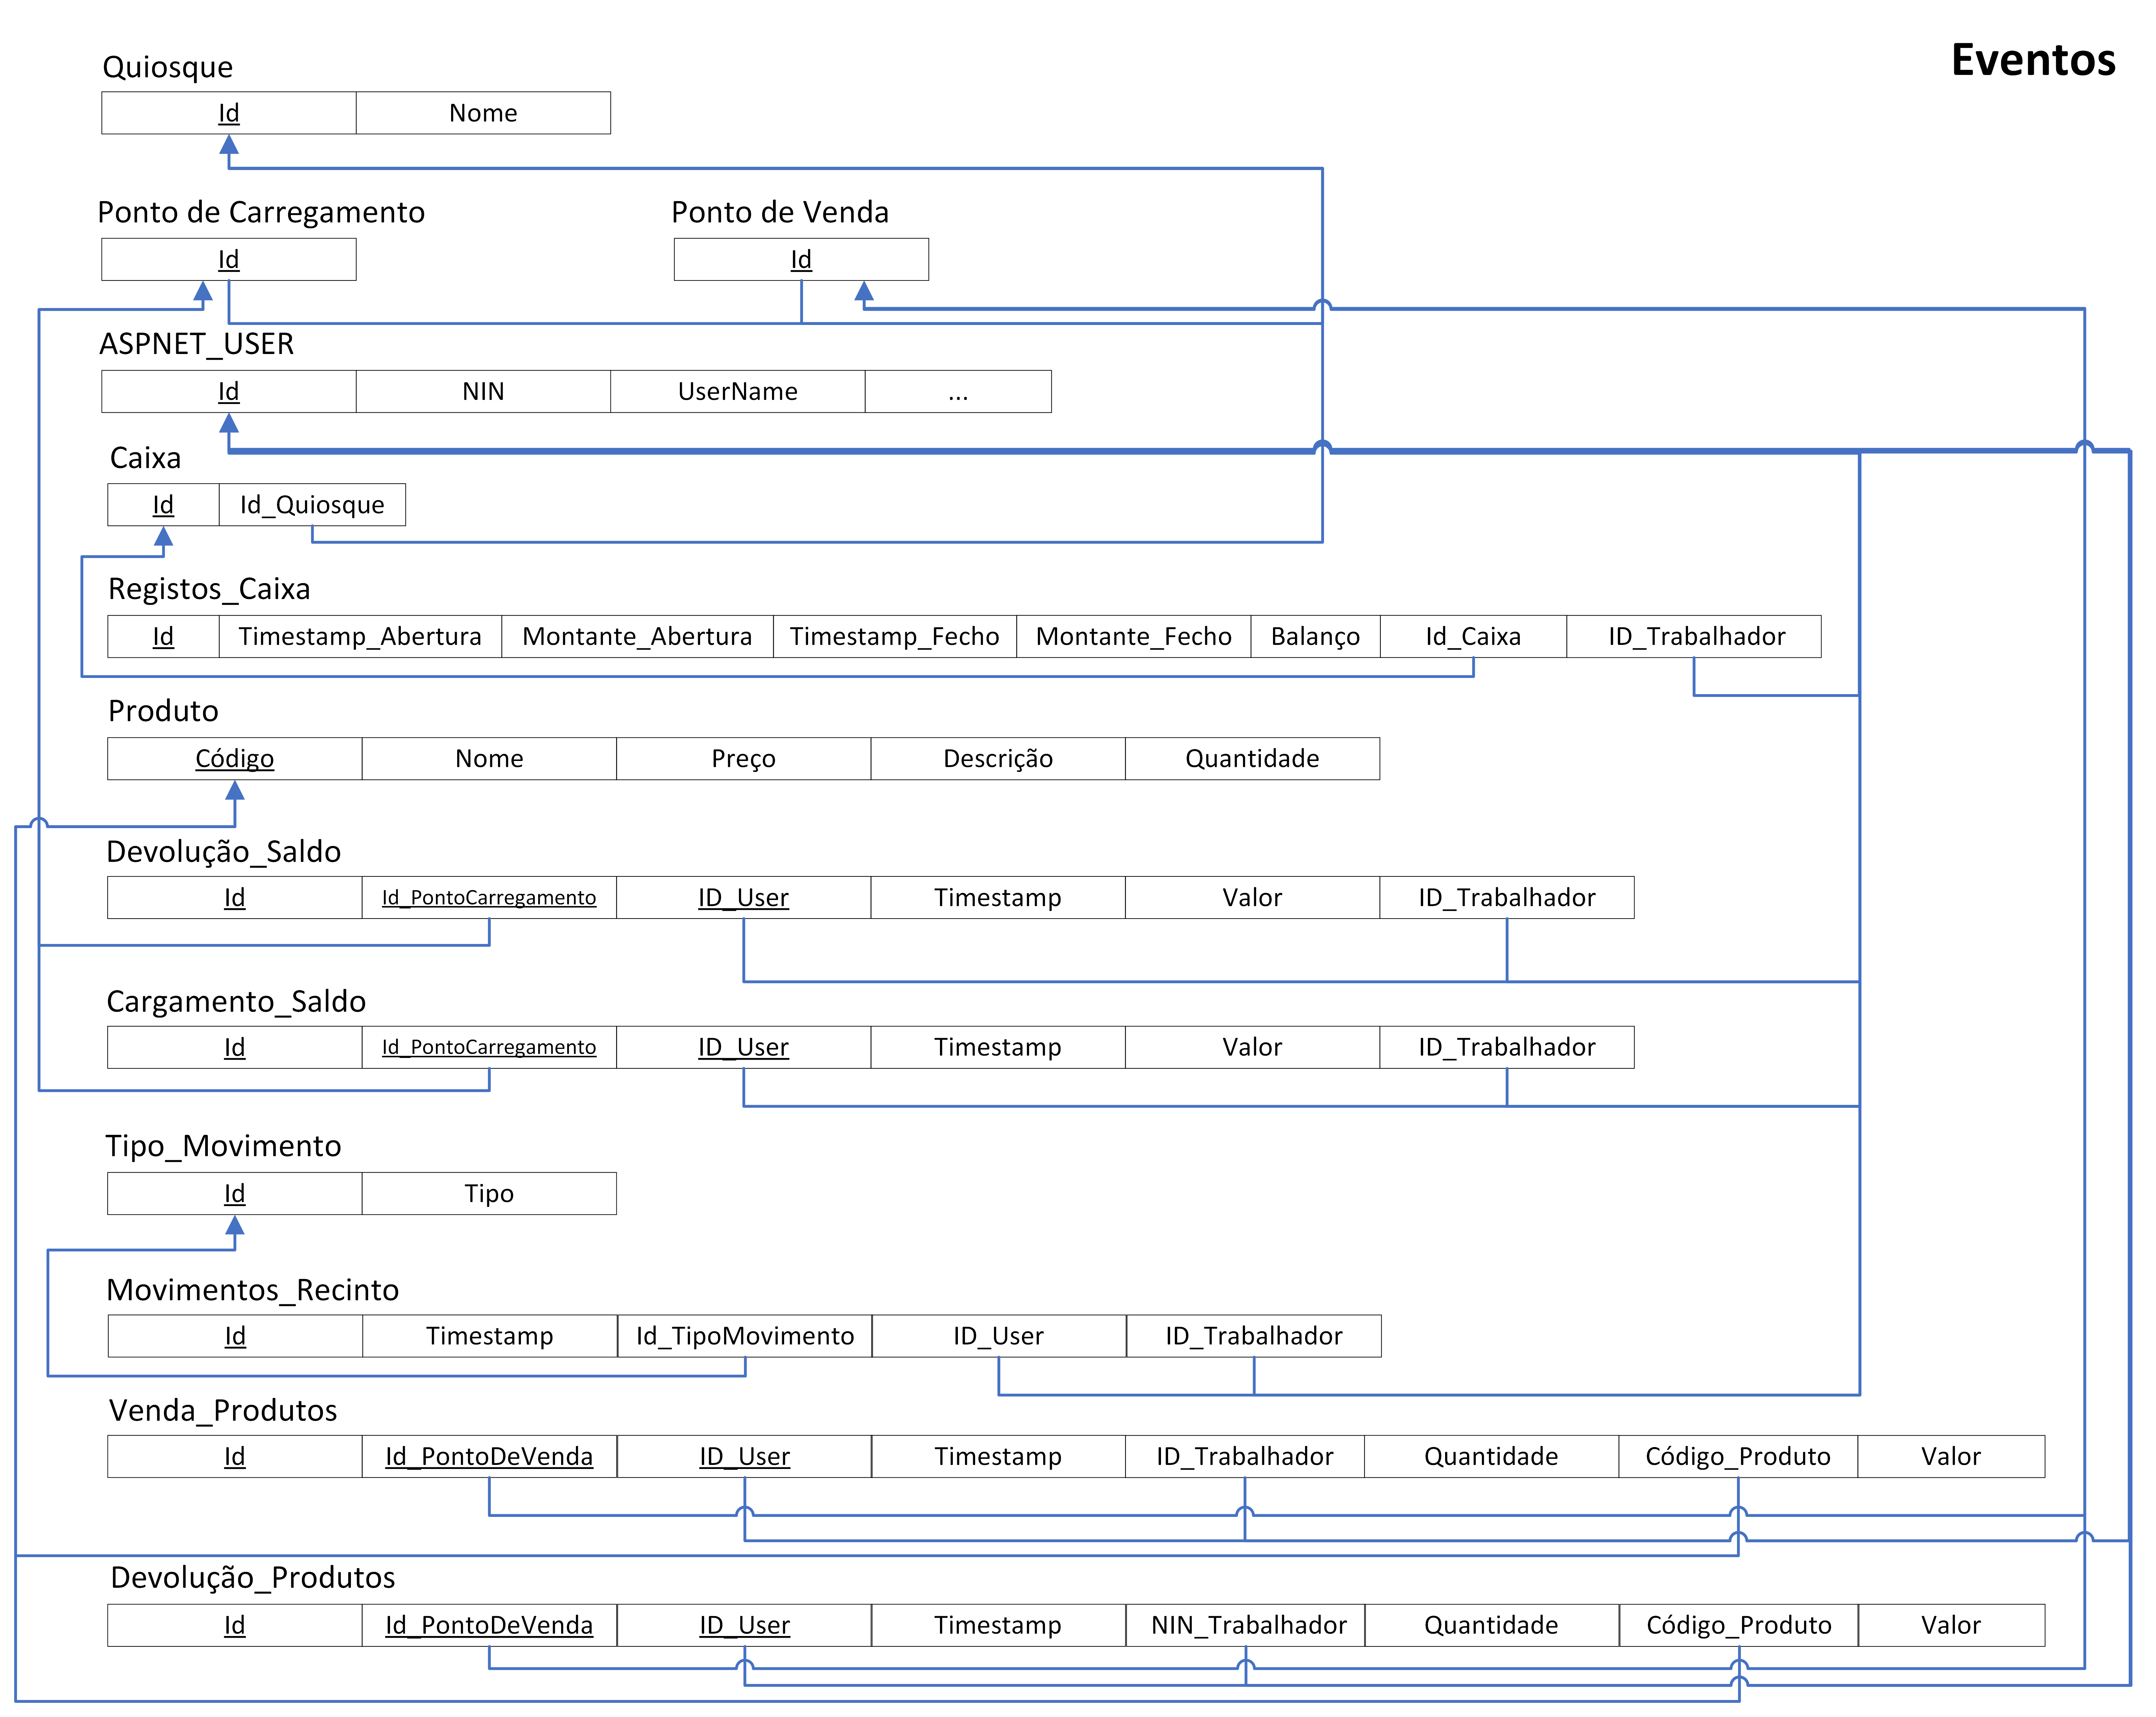 Eventos
Quiosque
Id Nome
Ponto de Carregamento Ponto de Venda
Id Id
ASPNET_USER
Id NIN UserName ...
Caixa
Id Id_Quiosque
Registos_Caixa
Id Timestamp_Abertura Montante_Abertura Timestamp_Fecho Montante_Fecho Balanço Id_Caixa ID_Trabalhador
Produto
Código Nome Preço Descrição Quantidade
Devolução_Saldo
Id Id_PontoCarregamento ID_User Timestamp Valor ID_Trabalhador
Cargamento_Saldo
Id Id_PontoCarregamento ID_User Timestamp Valor ID_Trabalhador
Tipo_Movimento
Id Tipo
Movimentos_Recinto
Id Timestamp Id_TipoMovimento ID_User ID_Trabalhador
Venda_Produtos
Id Id_PontoDeVenda ID_User Timestamp ID_Trabalhador Quantidade Código_Produto Valor
Devolução_Produtos
Id Id_PontoDeVenda ID_User Timestamp NIN_Trabalhador Quantidade Código_Produto Valor